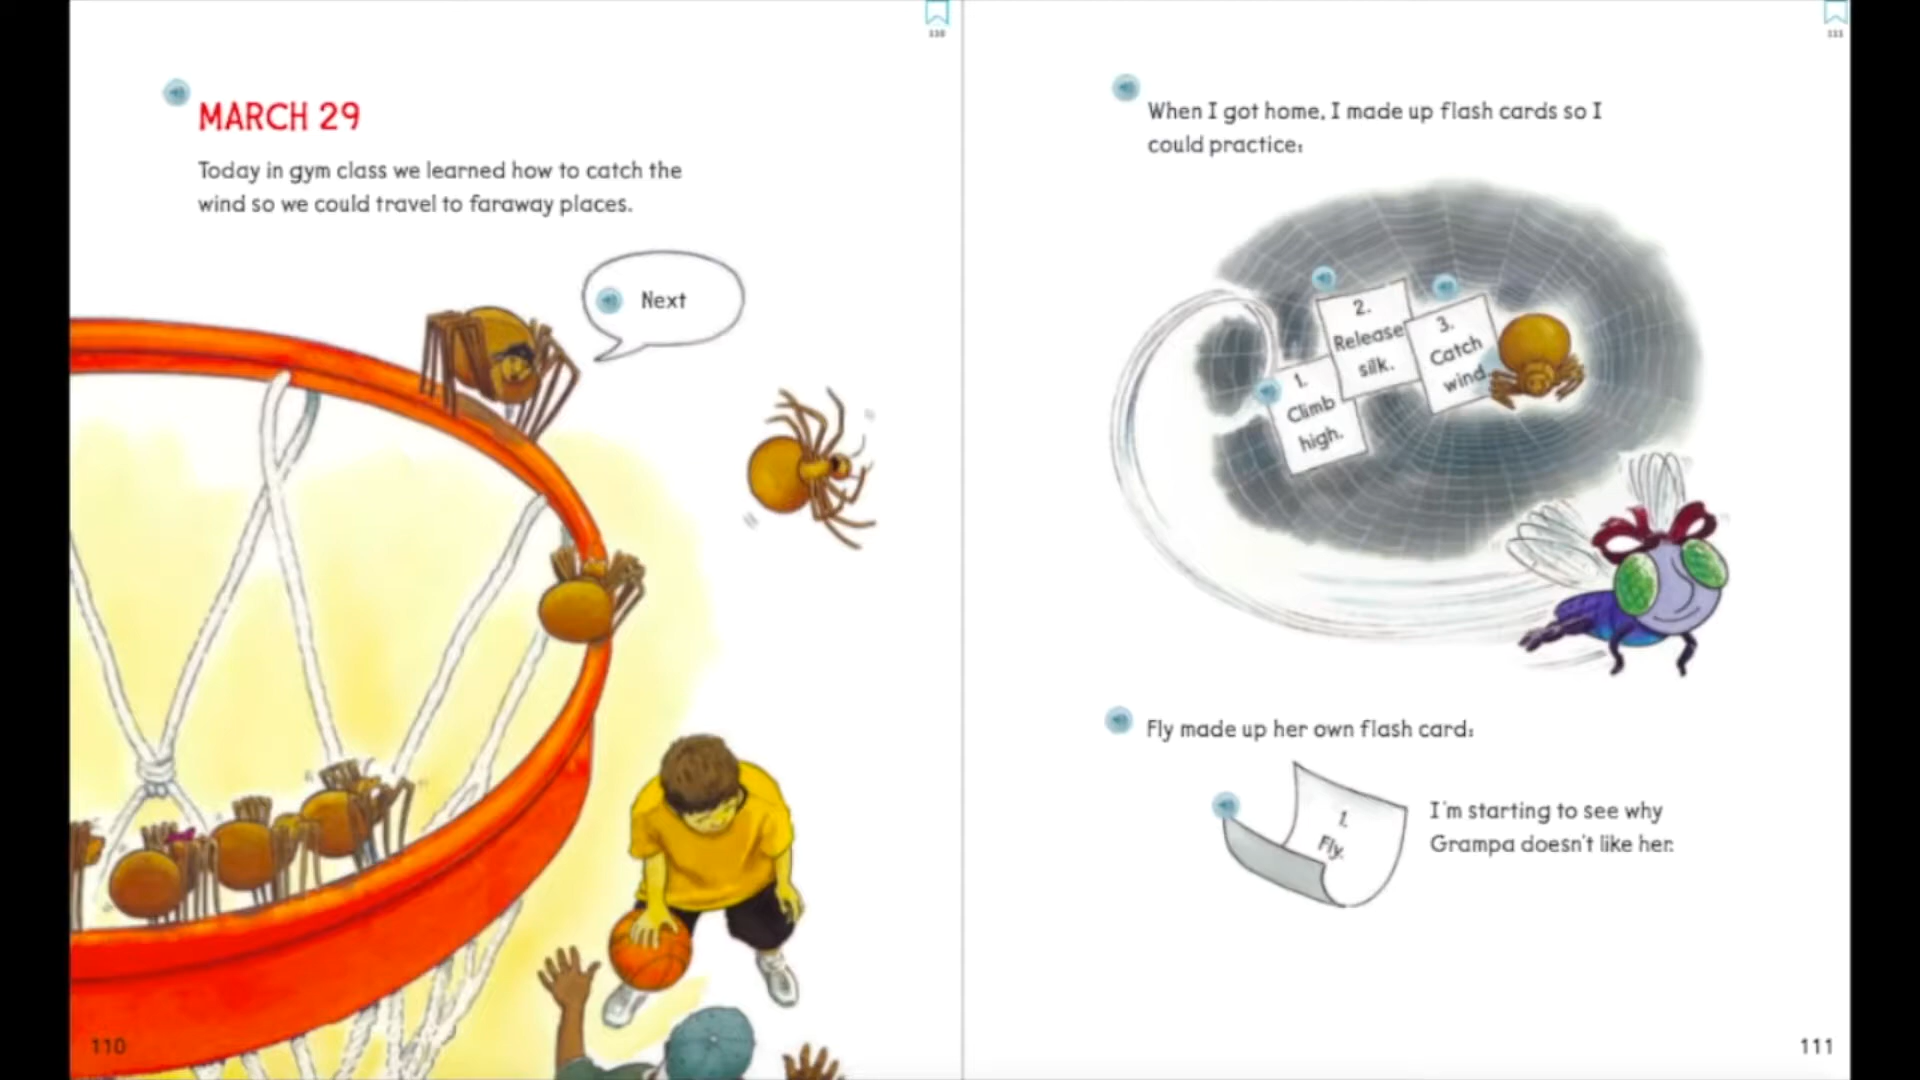 110
MARCH 29
Today in gym class we learned how to catch the
wind so we could travel to faraway places.
Next
110
111
When I got home, I made up flash cards so I
could practice:
1.
Climb
high.
2.
Release
silk.
3.
Catch
wind.
Fly made up her own flash card:
1.
Fly.
I'm starting to see why
Grampa doesn't like her.
111